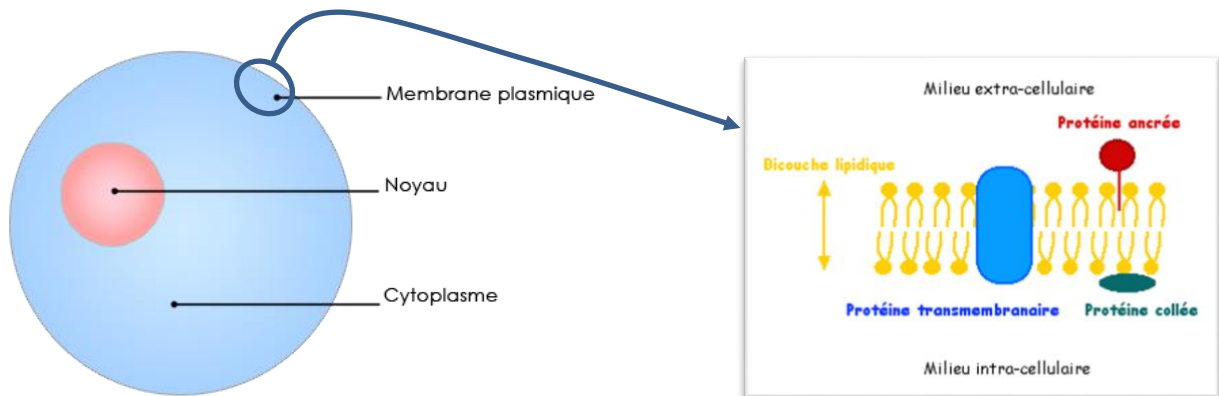 Membrane plasmique
Noyau
Cytoplasme
Milieu extra-cellulaire
Protéine ancrée
Bicouche lipidique
Protéine transmembranaire
Protéine collée
Milieu intra-cellulaire